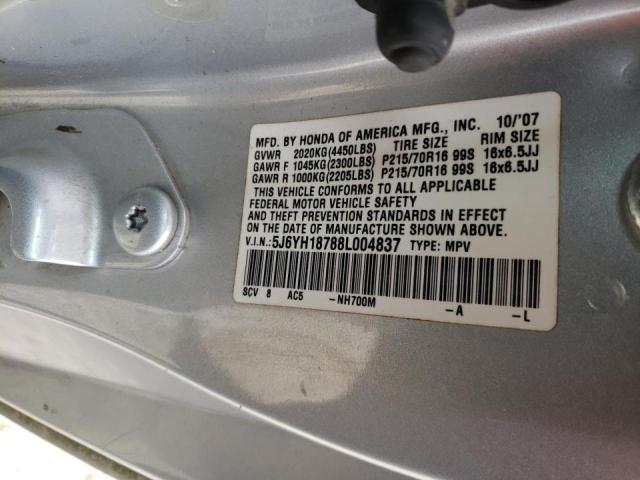 MFD. BY HONDA OF AMERICA MFG., INC. 10/'07
GVWR 2020KG(4450LBS) TIRE SIZE RIM SIZE
GAWR F 1045KG(2300LBS) P215/70R16 99S 16x6.5JJ
GAWR R 1000KG(2205LBS) P215/70R16 99S 16x6.5JJ
THIS VEHICLE CONFORMS TO ALL APPLICABLE
FEDERAL MOTOR VEHICLE SAFETY
AND THEFT PREVENTION STANDARDS IN EFFECT
ON THE DATE OF MANUFACTURE SHOWN ABOVE.
V.I.N.:5J6YH18788L004837 TYPE: MPV
SCV 8 AC5 -NH700M -A -L